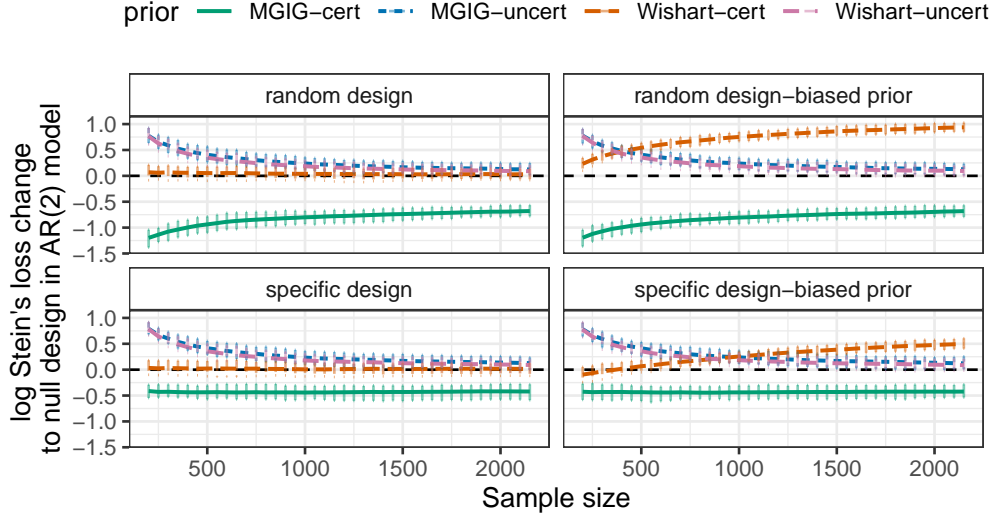 prior MGIG−cert MGIG−uncert Wishart−cert Wishart−uncert
log Stein's loss change
to null design in AR(2) model
random design
random design−biased prior
1.0
0.5
0.0
−0.5
−1.0
−1.5
specific design
specific design−biased prior
1.0
0.5
0.0
−0.5
−1.0
−1.5
500 1000 1500 2000 500 1000 1500 2000
Sample size